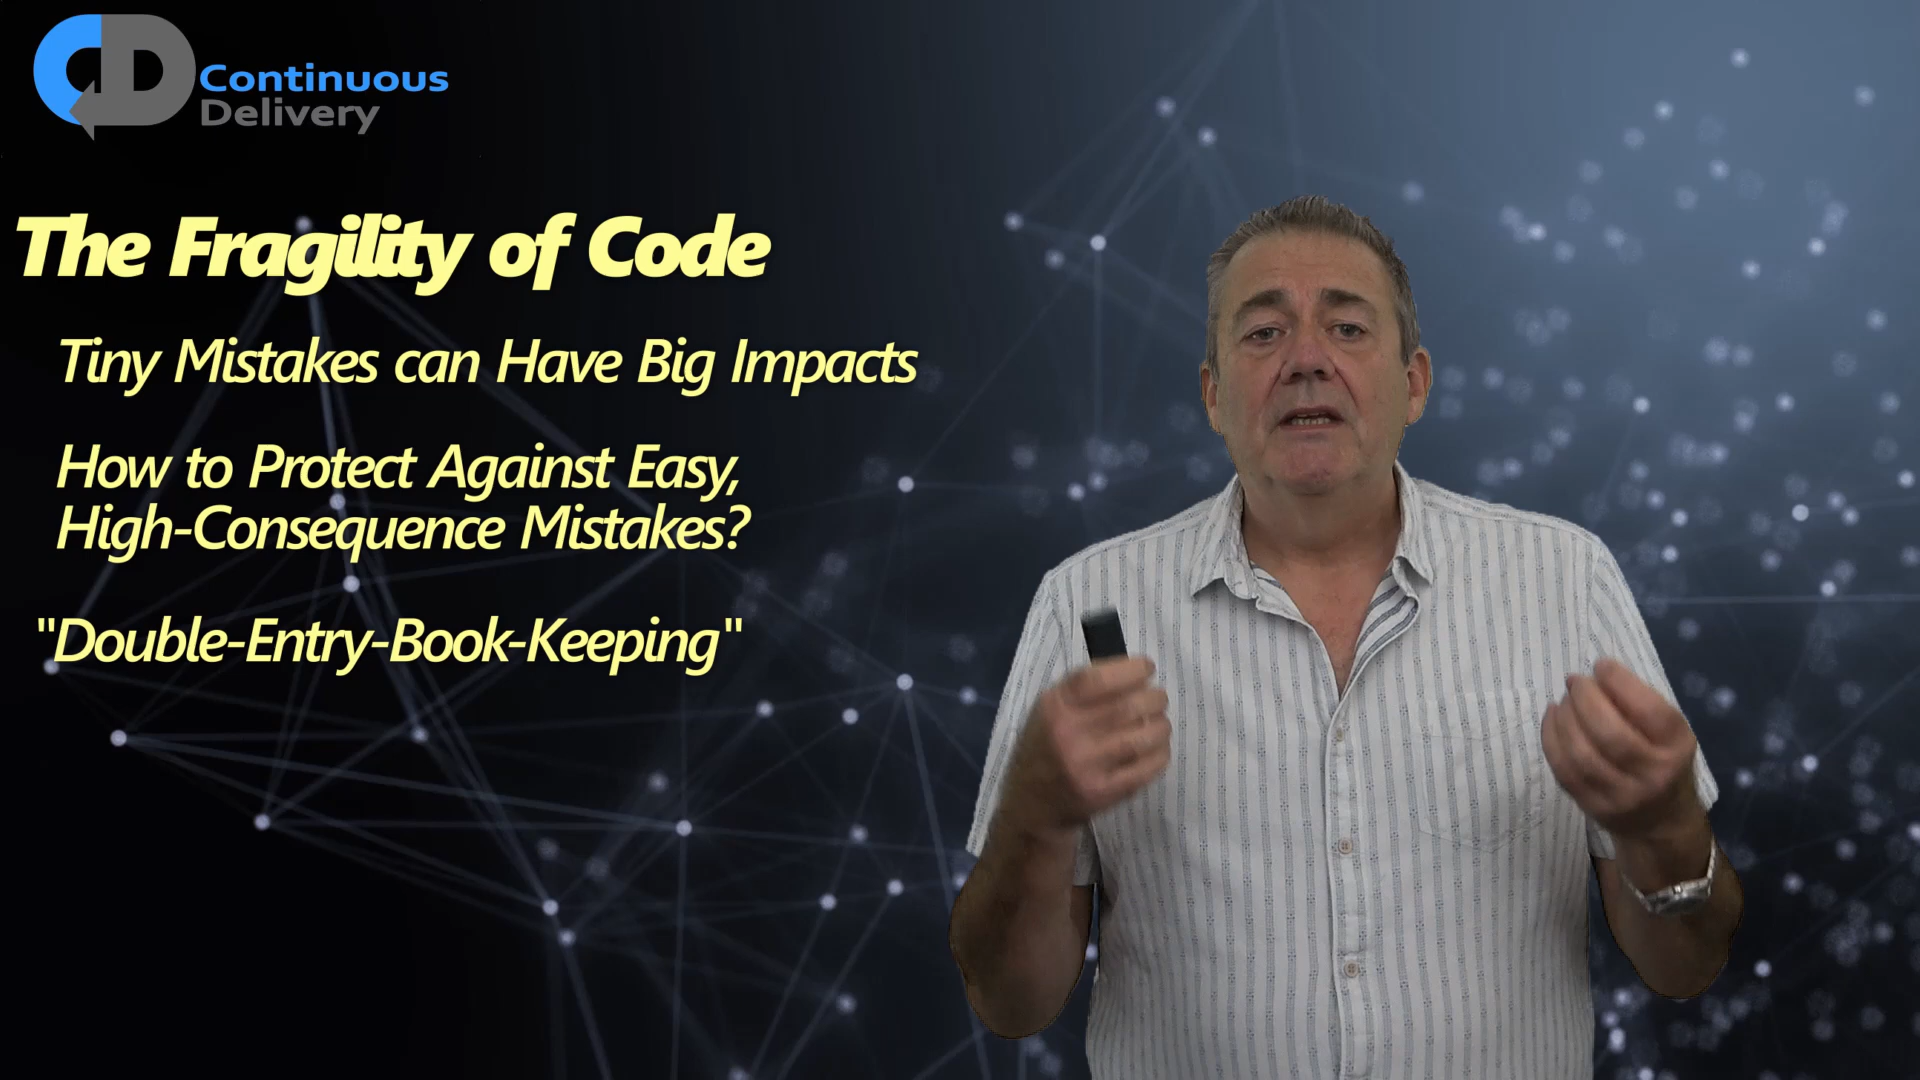 Continuous
Delivery
The Fragility of Code
Tiny Mistakes can Have Big Impacts
How to Protect Against Easy,
High-Consequence Mistakes?
"Double-Entry-Book-Keeping"